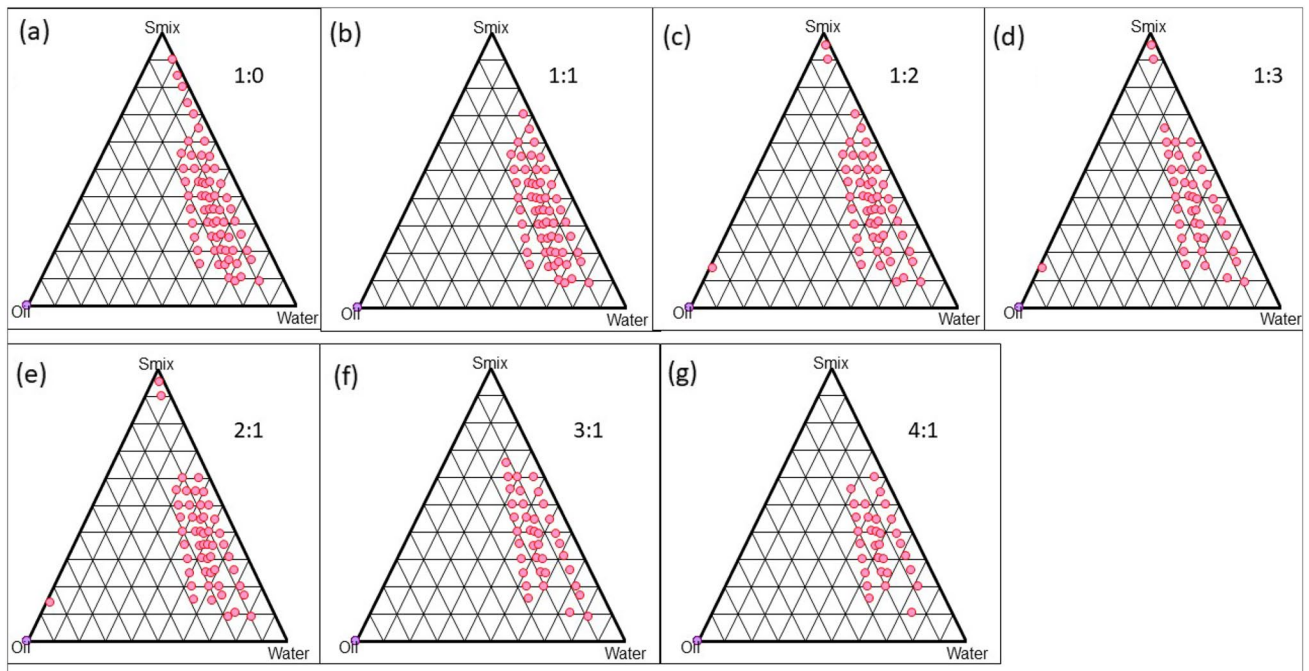 (a)
Smix
1:0
Oil
Water
(b)
Smix
1:1
Oil
Water
(c)
Smix
1:2
Oil
Water
(d)
Smix
1:3
Oil
Water
(e)
Smix
2:1
Oil
Water
(f)
Smix
3:1
Oil
Water
(g)
Smix
4:1
Oil
Water